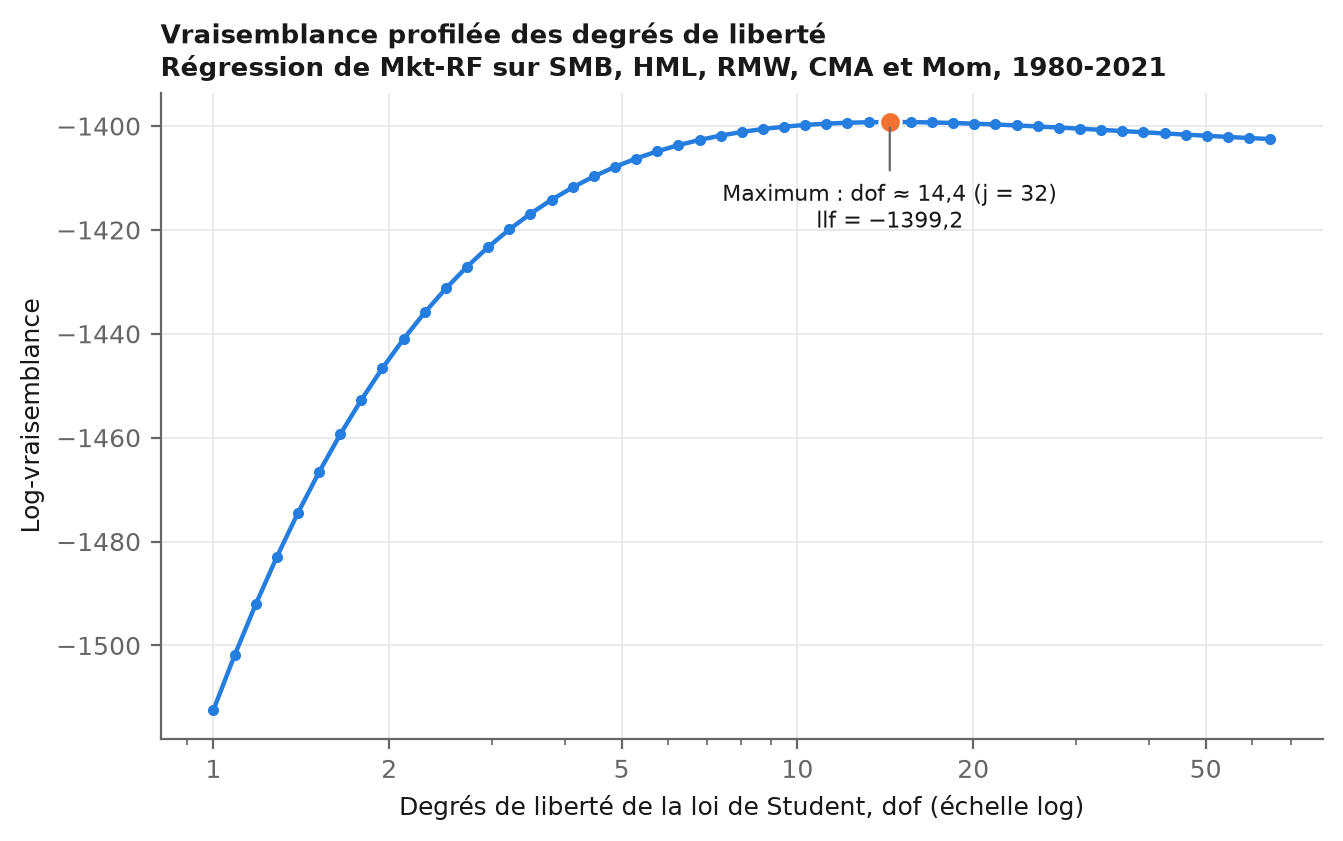 Vraisemblance profilée des degrés de liberté
Régression de Mkt-RF sur SMB, HML, RMW, CMA et Mom, 1980-2021
−1400
−1420
−1440
−1460
−1480
−1500
Log-vraisemblance
Maximum : dof ≈ 14,4 (j = 32)
llf = −1399,2
1
2
5
10
20
50
Degrés de liberté de la loi de Student, dof (échelle log)